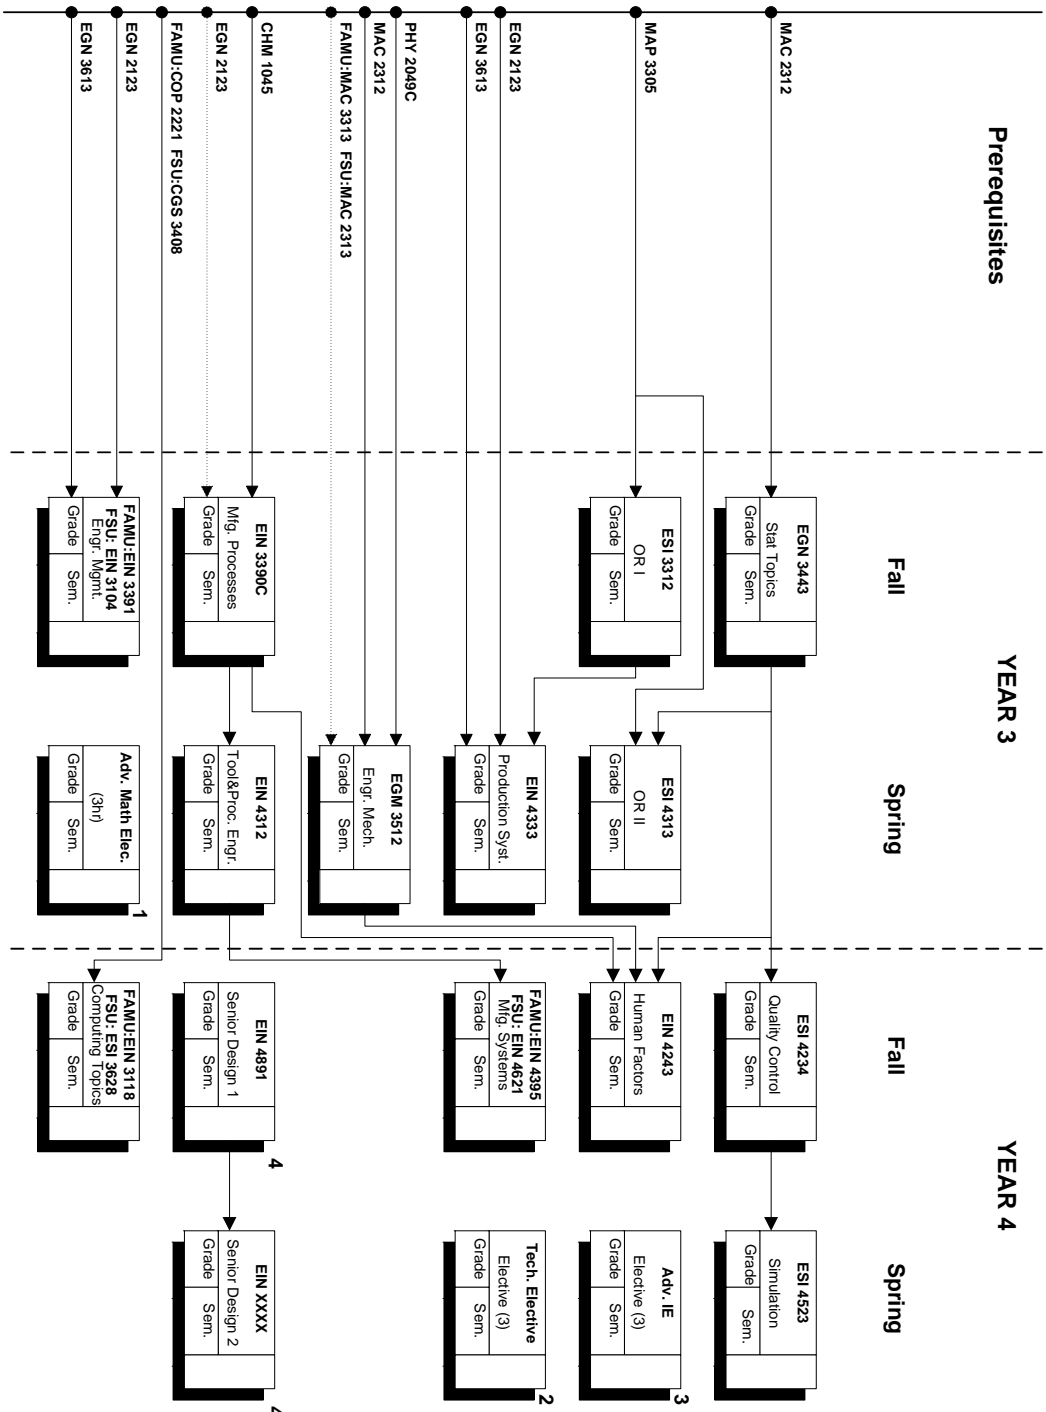 Prerequisites
YEAR 3
YEAR 4
Fall
Spring
Fall
Spring
MAC 2312
MAP 3305
EGN 2123
EGN 3613
PHY 2049C
MAC 2312
FAMU:MAC 3313 FSU:MAC 2313
CHM 1045
EGN 2123
FAMU:COP 2221 FSU:CGS 3408
EGN 2123
EGN 3613
EGN 3443
Stat Topics
Grade Sem.
ESI 3312
OR I
Grade Sem.
EIN 3390C
Mfg. Processes
Grade Sem.
FAMU:EIN 3391
FSU: EIN 3104
Engr. Mgmt.
Grade Sem.
ESI 4313
OR II
Grade Sem.
EIN 4333
Production Syst.
Grade Sem.
EGM 3512
Engr. Mech.
Grade Sem.
EIN 4312
Tool&Proc. Engr.
Grade Sem.
Adv. Math Elec.
(3hr)
Grade Sem.
1
ESI 4234
Quality Control
Grade Sem.
EIN 4243
Human Factors
Grade Sem.
FAMU:EIN 4395
FSU: EIN 4621
Mfg. Systems
Grade Sem.
EIN 4891
Senior Design 1
Grade Sem.
4
FAMU:EIN 3118
FSU: ESI 3628
Computing Topics
Grade Sem.
ESI 4523
Simulation
Grade Sem.
Adv. IE
Elective (3)
Grade Sem.
3
Tech. Elective
Elective (3)
Grade Sem.
2
EIN XXXX
Senior Design 2
Grade Sem.
4